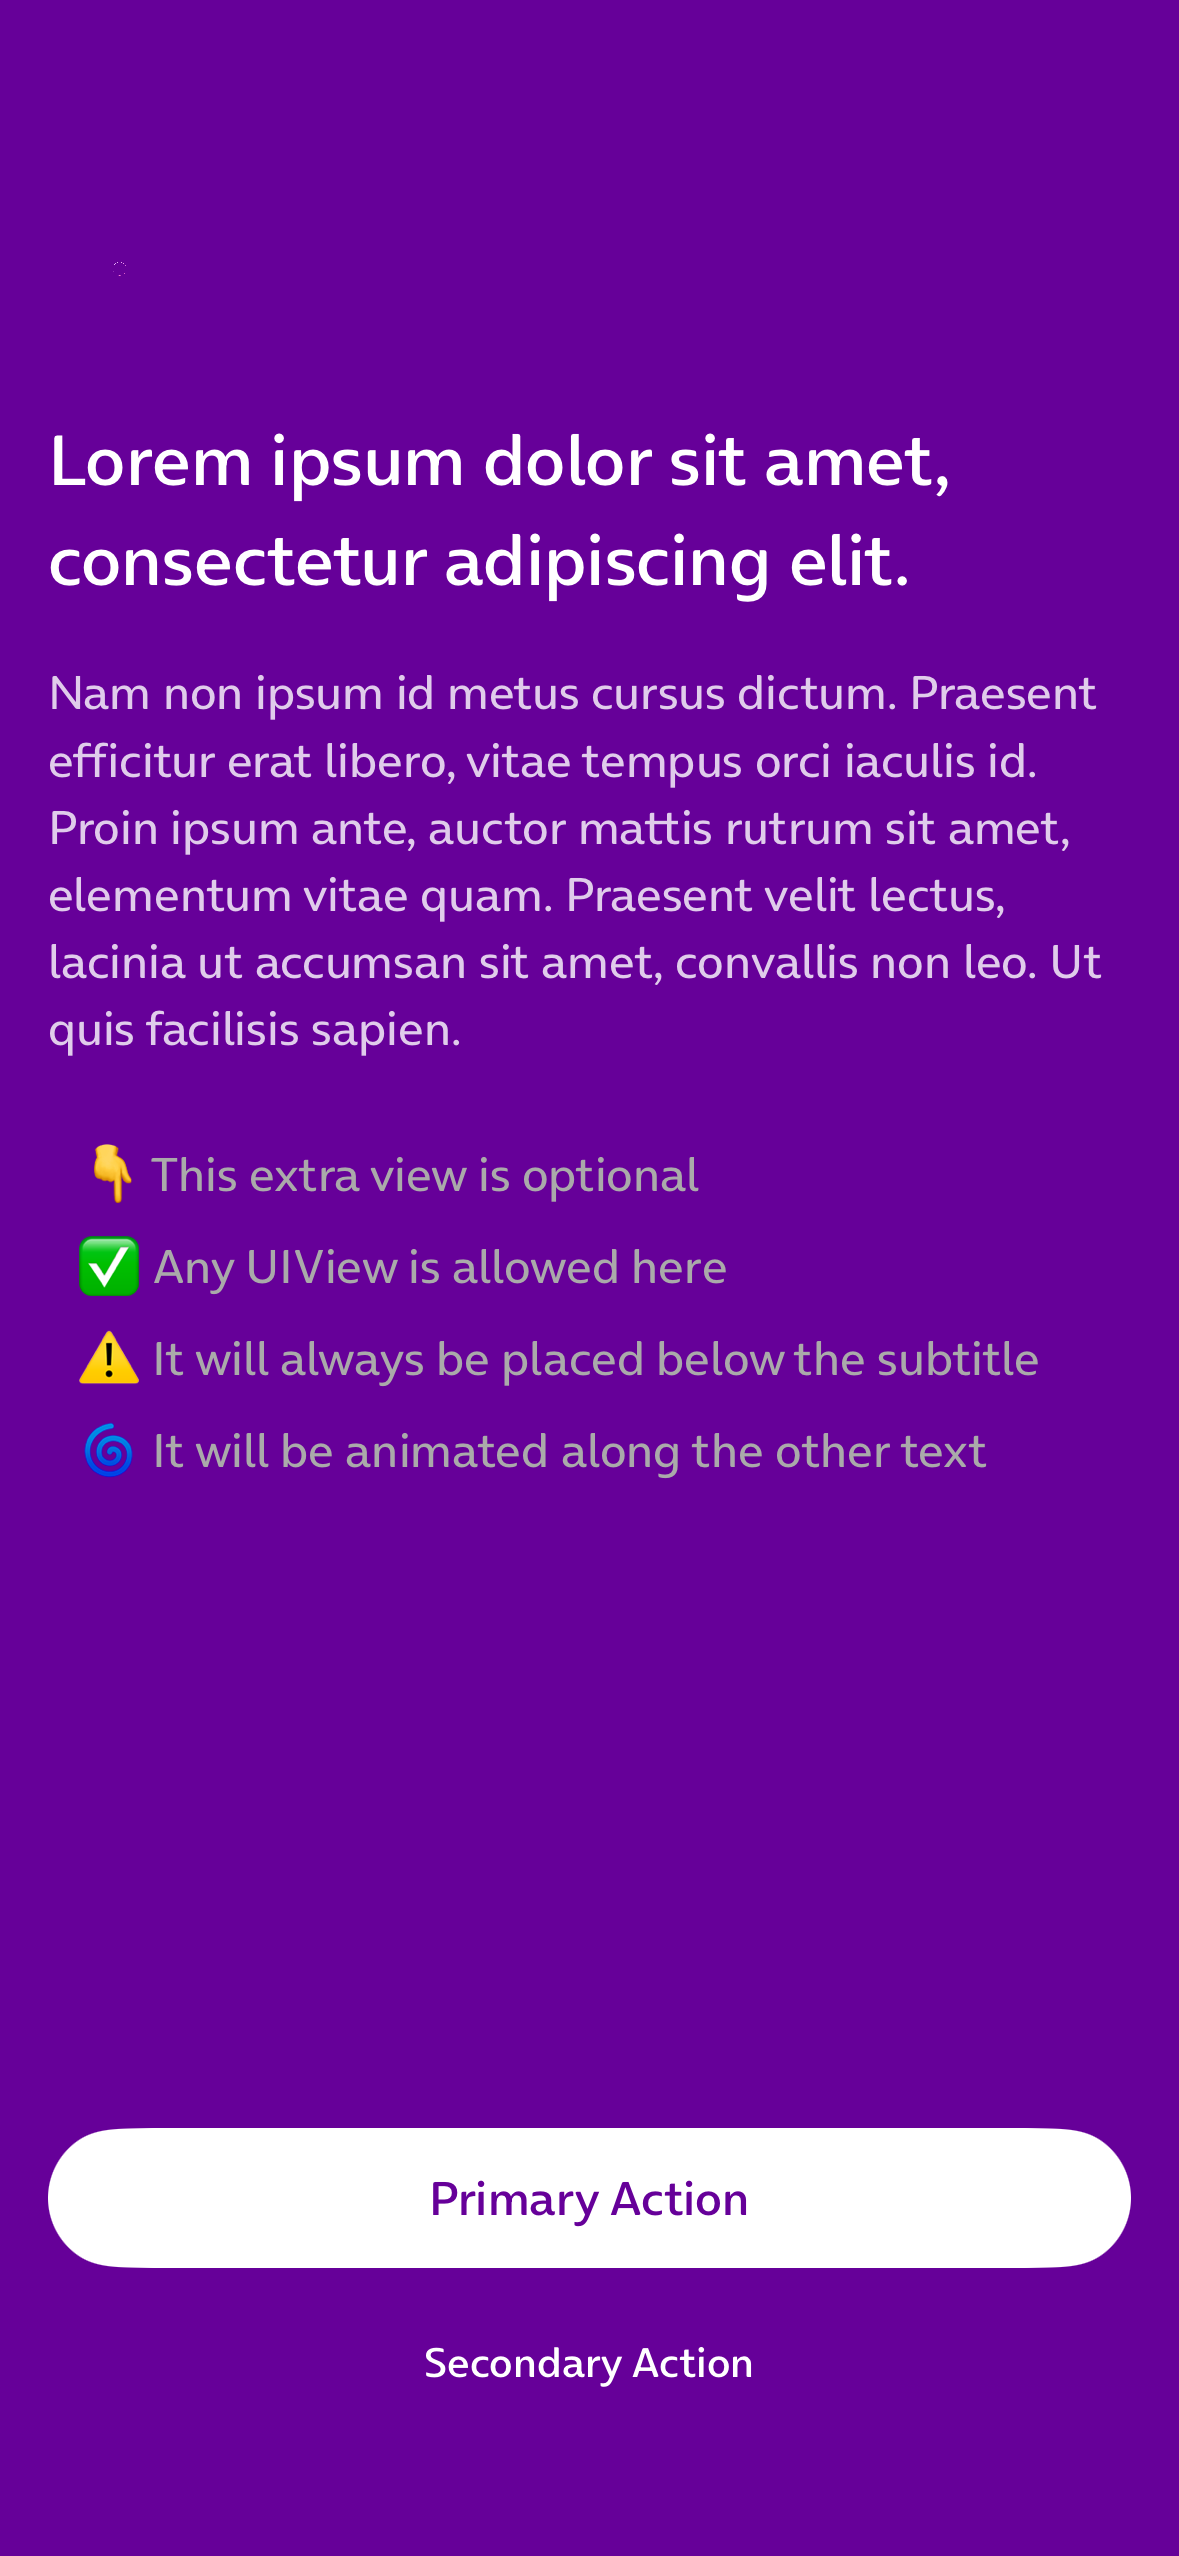 Lorem ipsum dolor sit amet,
consectetur adipiscing elit.
Nam non ipsum id metus cursus dictum. Praesent
efficitur erat libero, vitae tempus orci iaculis id.
Proin ipsum ante, auctor mattis rutrum sit amet,
elementum vitae quam. Praesent velit lectus,
lacinia ut accumsan sit amet, convallis non leo. Ut
quis facilisis sapien.
👇 This extra view is optional
✅ Any UIView is allowed here
⚠️ It will always be placed below the subtitle
🌀 It will be animated along the other text
Primary Action
Secondary Action